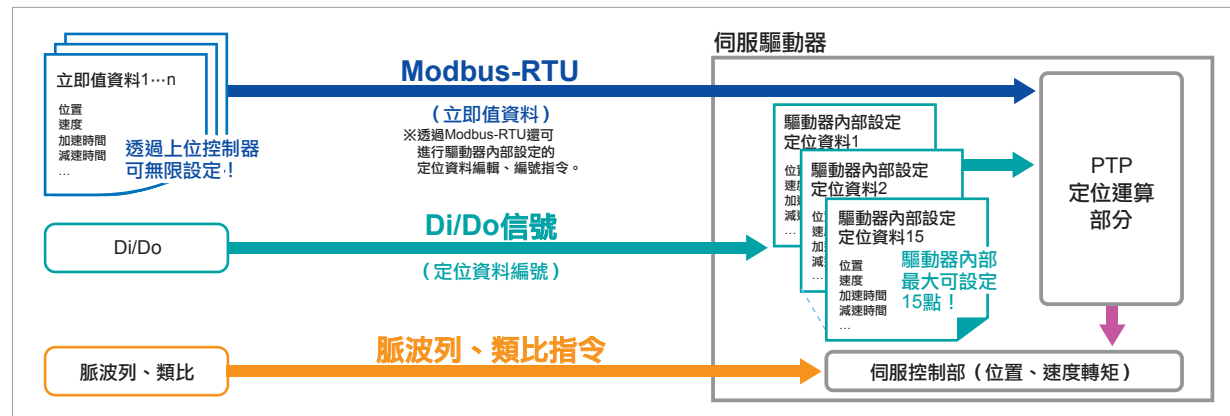 伺服驅動器
立即值資料1…n
位置
速度
加速時間
減速時間
…
透過上位控制器
可無限設定！
Modbus-RTU
（立即值資料）
※透過Modbus-RTU還可
進行驅動器內部設定的
定位資料編輯、編號指令。
驅動器內部設定
定位資料1
位
速
加
減
…
驅動器內部設定
定位資料2
位
速
加
減
…
驅動器內部設定
定位資料15
位置
速度
加速時間
減速時間
…
驅動器內部
最大可設定
15點！
PTP
定位運算
部分
Di/Do
Di/Do信號
（定位資料編號）
脈波列、類比
脈波列、類比指令
伺服控制部（位置、速度轉矩）